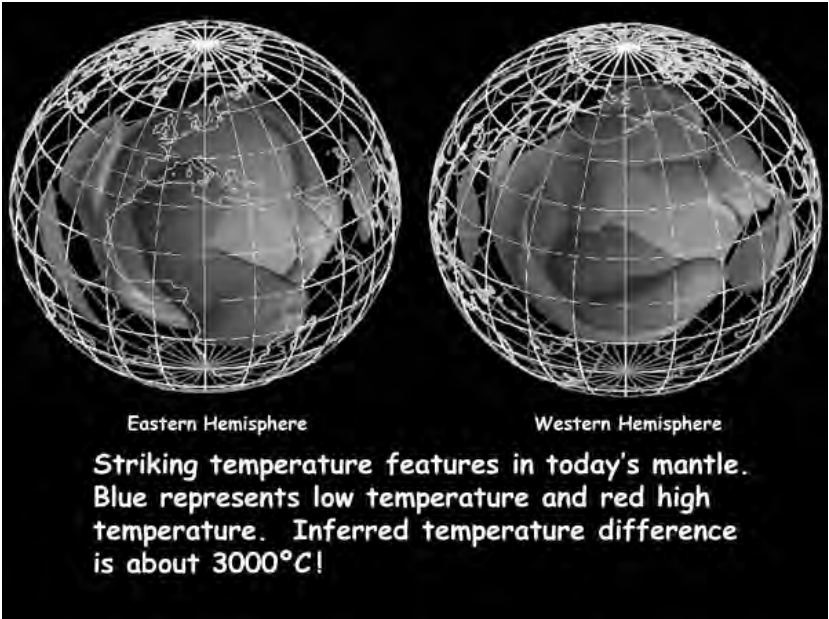 Eastern Hemisphere
Western Hemisphere
Striking temperature features in today's mantle.
Blue represents low temperature and red high
temperature. Inferred temperature difference
is about 3000°C!